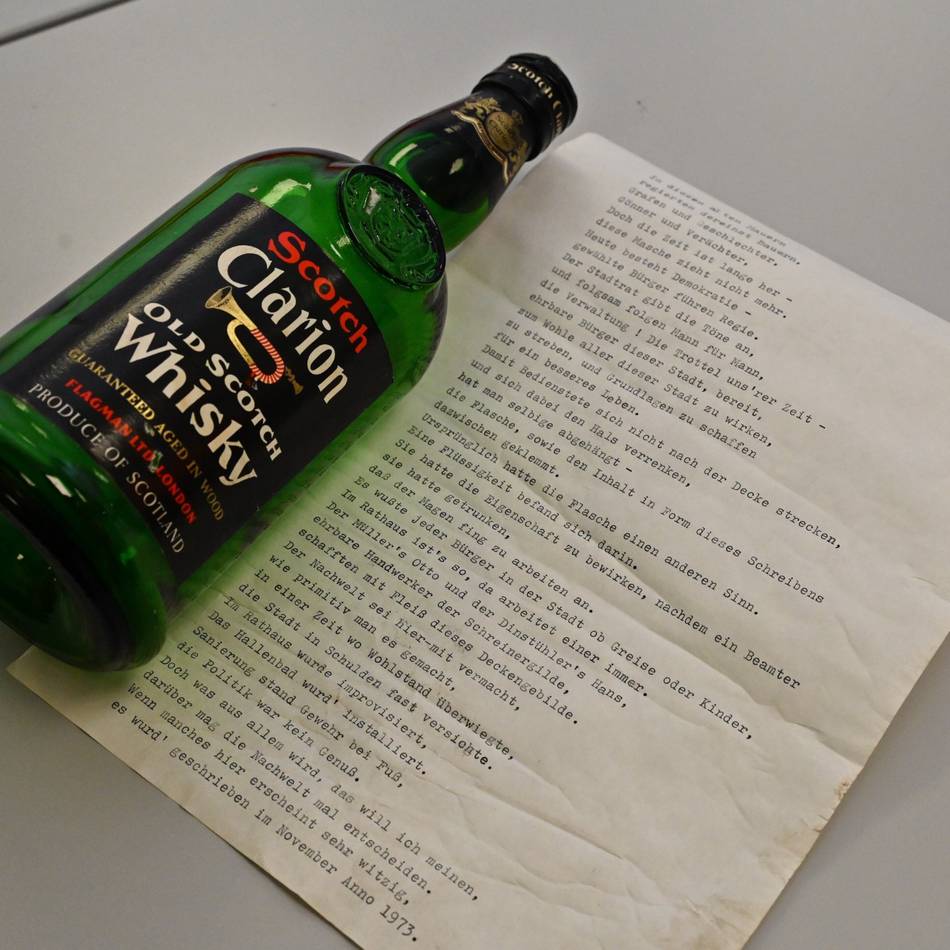 Scotch
Scotch
Clarion
OLD SCOTCH
Whisky
GUARANTEED AGED IN WOOD
FLAGMAN LTD. LONDON
PRODUCE OF SCOTLAND
In diesen alten Mauern
regierten dereinst Bauern,
Grafen und Geschlechter,
Gönner und Verächter.
Doch die Zeit ist lange her -
diese Masche zieht nicht mehr.
Heute besteht Demokratie -
gewählte Bürger führen Regie.
Der Stadtrat gibt die Töne an,
und folgsam folgen Mann für Mann,
die Verwaltung ! Die Trottel uns'rer Zeit -
ehrbare Bürger dieser Stadt, bereit,
zum Wohle aller dieser Stadt zu wirken,
zu streben, und Grundlagen zu schaffen
für ein besseres Leben.
Damit Bedienstete sich nicht nach der Decke strecken,
und sich dabei den Hals verrenken,
hat man selbige abgehängt -
die Flasche, sowie den Inhalt in Form dieses Schreibens
dazwischen geklemmt.
Ursprünglich hatte die Flasche einen anderen Sinn.
Eine Flüssigkeit befand sich darin.
Sie hatte die Eigenschaft zu bewirken, nachdem ein Beamter
sie hatte getrunken,
daß der Magen fing zu arbeiten an.
Es wußte jeder Bürger in der Stadt ob Greise oder Kinder,
Im Rathaus ist's so, da arbeitet einer immer.
Der Müller's Otto und der Dinstühler's Hans,
ehrbare Handwerker der Schreinergilde,
schafften mit Fleiß dieses Deckengebilde.
Der Nachwelt sei hier-mit vermacht,
wie primitiv man es gemacht,
in einer Zeit wo Wohlstand überwiegte,
die Stadt in Schulden fast versiohte.
Im Rathaus wurde improvisiert,
Das Hallenbad wurd' installiert.
Sanierung stand Gewehr bei Fuß,
die Politik war kein Genuß.
Doch was aus allem wird, das will ich meinen,
darüber mag die Nachwelt mal entscheiden.
Wenn manches hier erscheint sehr witzig,
es wurd' geschrieben im November Anno 1973.